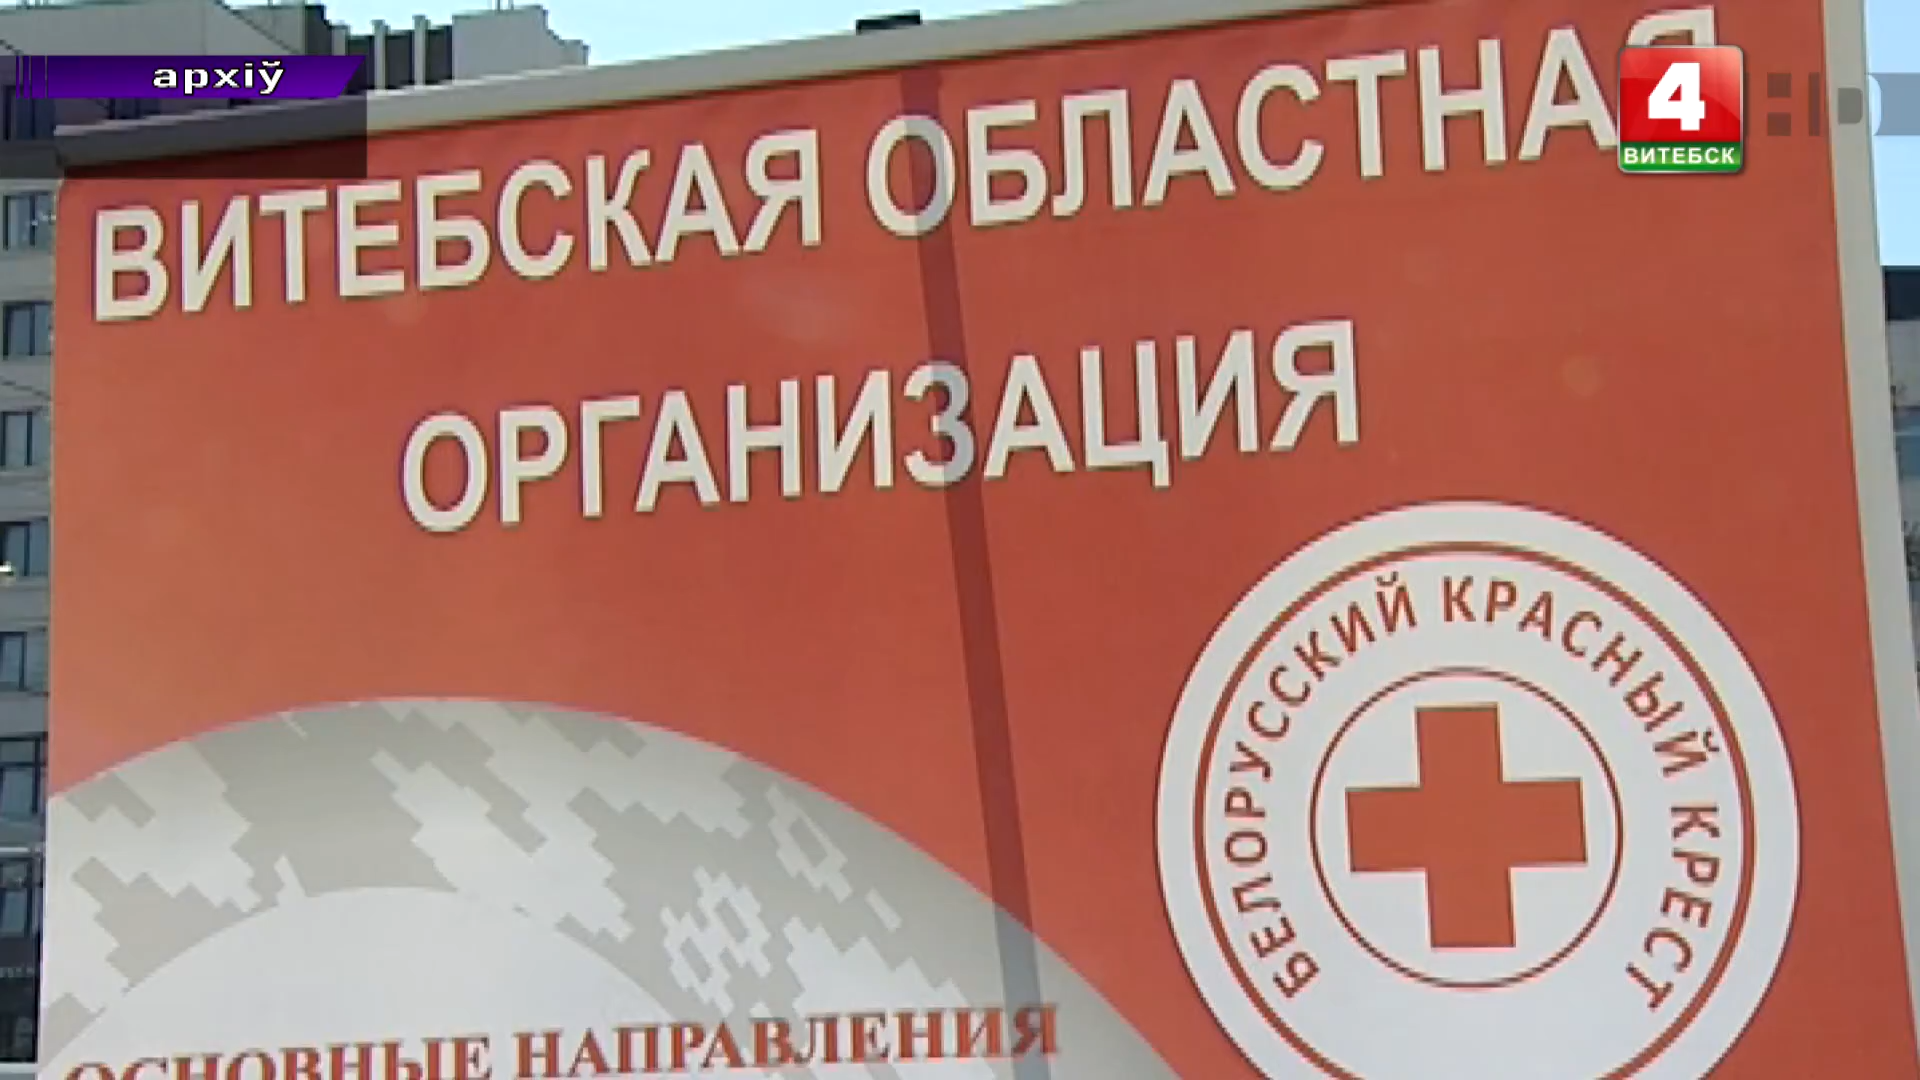 архіў
ВИТЕБСКАЯ ОБЛАСТНАЯ
4
ВИТЕБСК
ОРГАНИЗАЦИЯ
БЕЛОРУССКИЙ КРАСНЫЙ КРЕСТ
ОСНОВНЫЕ НАПРАВЛЕНИЯ